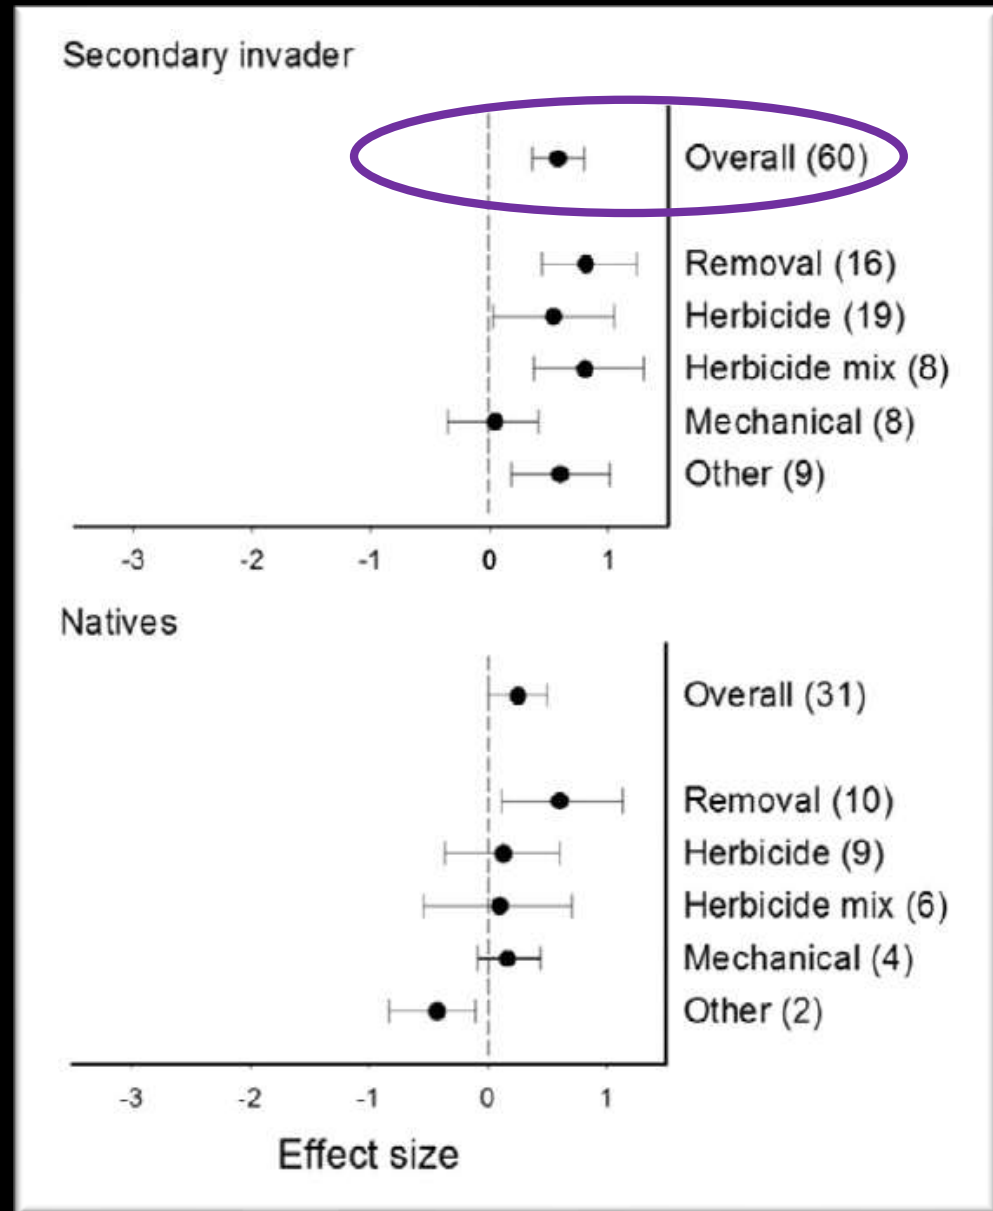 Secondary invader
Overall (60)
Removal (16)
Herbicide (19)
Herbicide mix (8)
Mechanical (8)
Other (9)
-3 -2 -1 0 1
Natives
Overall (31)
Removal (10)
Herbicide (9)
Herbicide mix (6)
Mechanical (4)
Other (2)
-3 -2 -1 0 1
Effect size